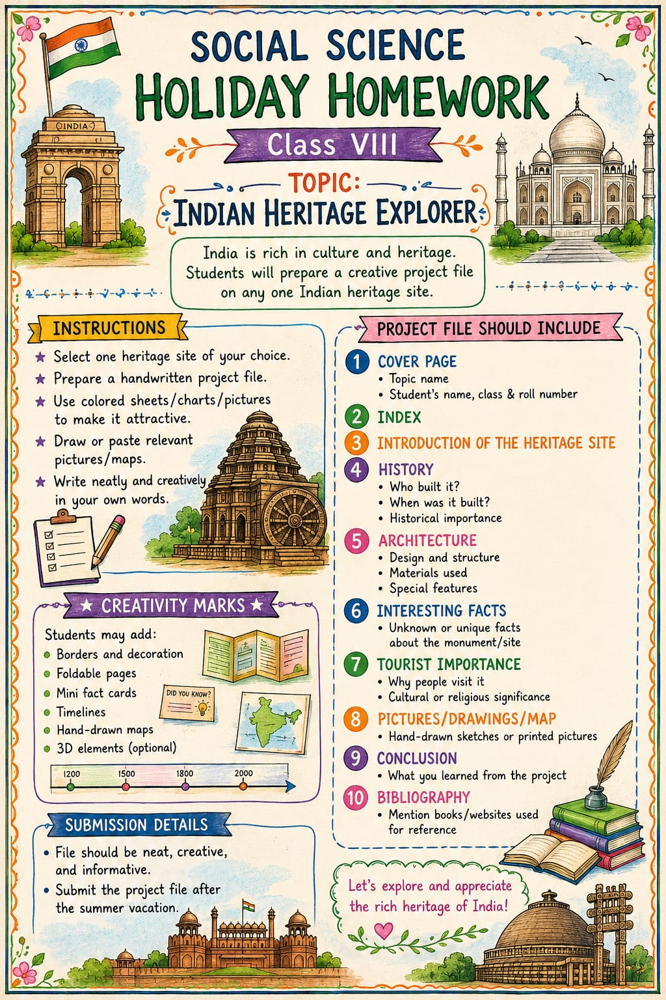 SOCIAL SCIENCE
HOLIDAY HOMEWORK
Class VIII
TOPIC:
INDIAN HERITAGE EXPLORER
India is rich in culture and heritage.
Students will prepare a creative project file
on any one Indian heritage site.
INDIA
INSTRUCTIONS
★ Select one heritage site of your choice.
★ Prepare a handwritten project file.
★ Use colored sheets/charts/pictures
to make it attractive.
★ Draw or paste relevant
pictures/maps.
★ Write neatly and creatively
in your own words.
★ CREATIVITY MARKS ★
Students may add:
• Borders and decoration
• Foldable pages
• Mini fact cards
• Timelines
• Hand-drawn maps
• 3D elements (optional)
DID YOU KNOW?
1200 1500 1800 2000
SUBMISSION DETAILS
• File should be neat, creative,
and informative.
• Submit the project file after
the summer vacation.
PROJECT FILE SHOULD INCLUDE
1 COVER PAGE
• Topic name
• Student's name, class & roll number
2 INDEX
3 INTRODUCTION OF THE HERITAGE SITE
4 HISTORY
• Who built it?
• When was it built?
• Historical importance
5 ARCHITECTURE
• Design and structure
• Materials used
• Special features
6 INTERESTING FACTS
• Unknown or unique facts
about the monument/site
7 TOURIST IMPORTANCE
• Why people visit it
• Cultural or religious significance
8 PICTURES/DRAWINGS/MAP
• Hand-drawn sketches or printed pictures
9 CONCLUSION
• What you learned from the project
10 BIBLIOGRAPHY
• Mention books/websites used
for reference
Let's explore and appreciate
the rich heritage of India!